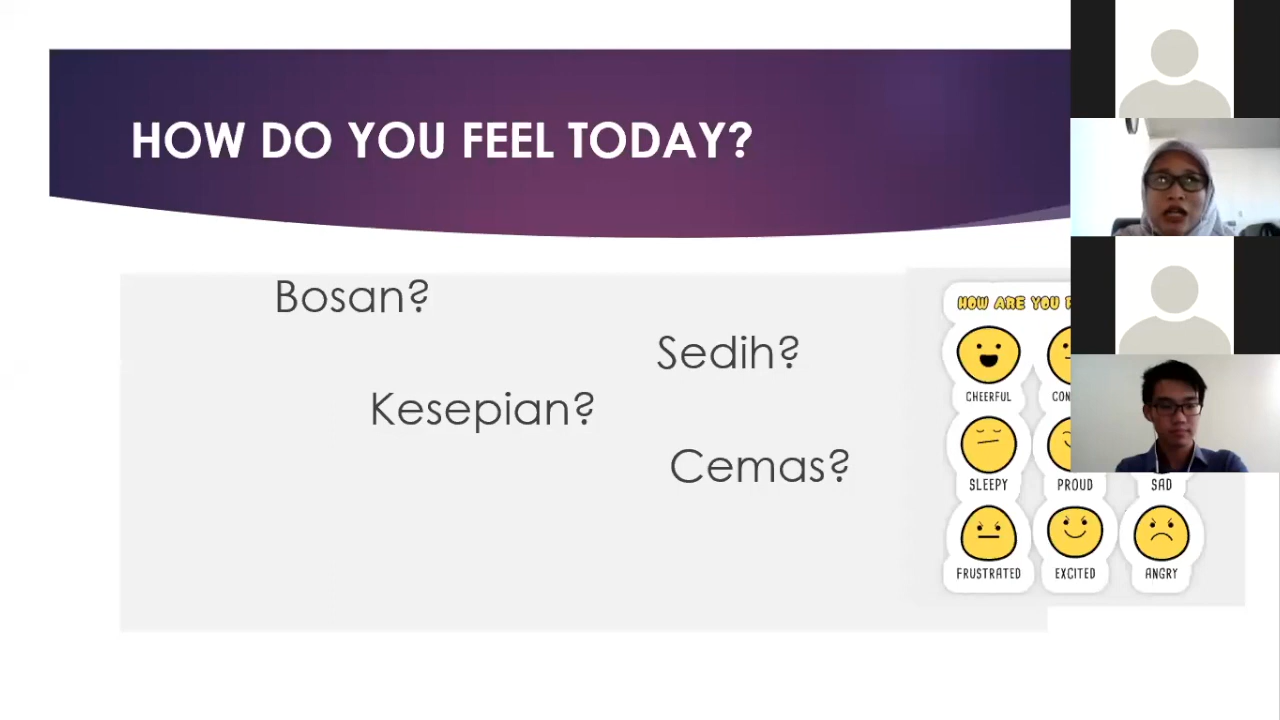 HOW DO YOU FEEL TODAY?
Bosan?
Sedih?
Kesepian?
Cemas?
HOW ARE YOU
CHEERFUL
SLEEPY PROUD SAD
FRUSTRATED EXCITED ANGRY